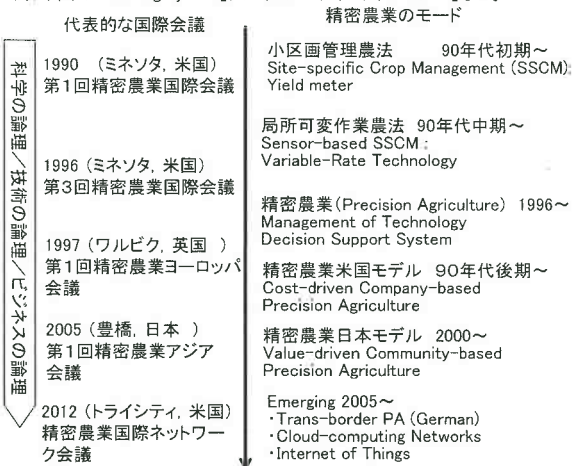 代表的な国際会議
精密農業のモード
科学の論理/技術の論理/ビジネスの論理
1990 (ミネソタ, 米国)
第1回精密農業国際会議
1996 (ミネソタ, 米国)
第3回精密農業国際会議
1997 (ワルビク, 英国 )
第1回精密農業ヨーロッパ
会議
2005 (豊橋, 日本 )
第1回精密農業アジア
会議
2012 (トライシティ, 米国)
精密農業国際ネットワー
ク会議
小区画管理農法 90年代初期~
Site-specific Crop Management (SSCM):
Yield meter
局所可変作業農法 90年代中期~
Sensor-based SSCM :
Variable-Rate Technology
精密農業(Precision Agriculture) 1996~
Management of Technology
Decision Support System
精密農業米国モデル 90年代後期~
Cost-driven Company-based
Precision Agriculture
精密農業日本モデル 2000~
Value-driven Community-based
Precision Agriculture
Emerging 2005~
・Trans-border PA (German)
・Cloud-computing Networks
・Internet of Things